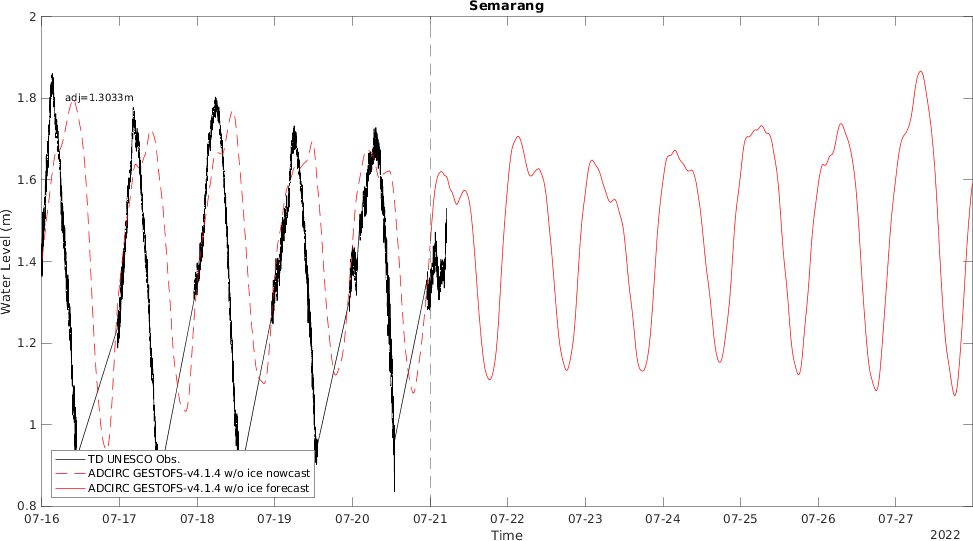 Semarang
2
1.8
1.6
1.4
1.2
1
0.8
Water Level (m)
adj=1.3033m
TD UNESCO Obs.
ADCIRC GESTOFS-v4.1.4 w/o ice nowcast
ADCIRC GESTOFS-v4.1.4 w/o ice forecast
07-16 07-17 07-18 07-19 07-20 07-21 07-22 07-23 07-24 07-25 07-26 07-27
Time
2022